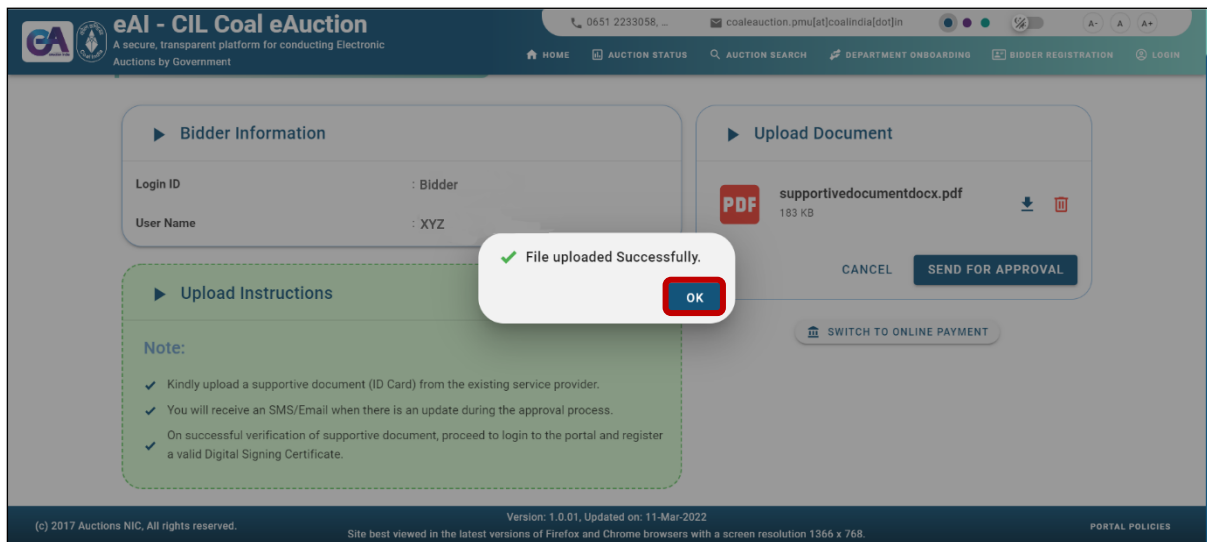 eAI - CIL Coal eAuction
A secure, transparent platform for conducting Electronic
Auctions by Government
0651 2233058, ...
coaleauction.pmu[at]coalindia[dot]in
A-
A
A+
HOME
AUCTION STATUS
AUCTION SEARCH
DEPARTMENT ONBOARDING
BIDDER REGISTRATION
LOGIN
Bidder Information
Login ID : Bidder
User Name : XYZ
Upload Document
PDF
supportivedocumentdocx.pdf
183 KB
CANCEL
SEND FOR APPROVAL
SWITCH TO ONLINE PAYMENT
File uploaded Successfully.
OK
Upload Instructions
Note:
Kindly upload a supportive document (ID Card) from the existing service provider.
You will receive an SMS/Email when there is an update during the approval process.
On successful verification of supportive document, proceed to login to the portal and register
a valid Digital Signing Certificate.
(c) 2017 Auctions NIC, All rights reserved.
Version: 1.0.01, Updated on: 11-Mar-2022
Site best viewed in the latest versions of Firefox and Chrome browsers with a screen resolution 1366 x 768.
PORTAL POLICIES